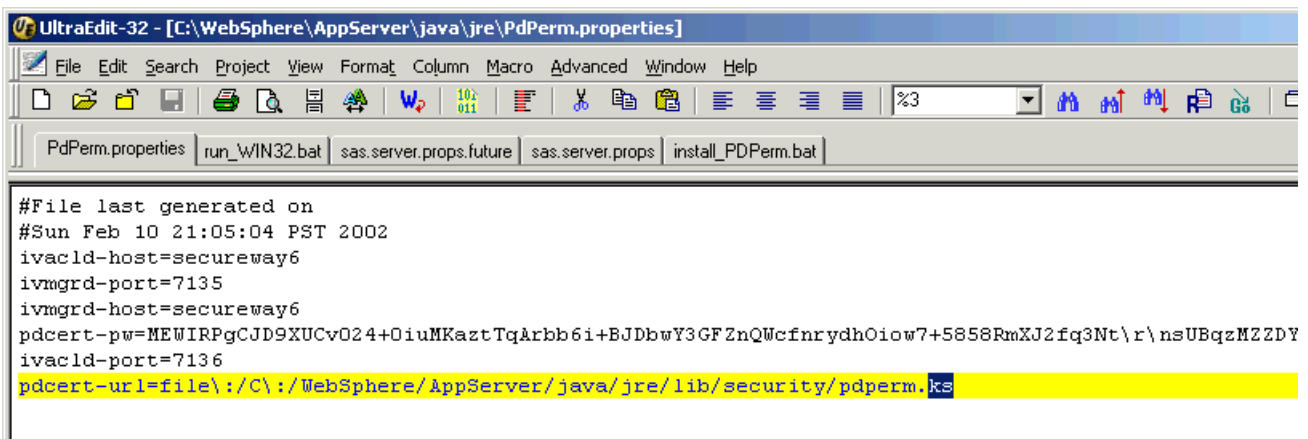 UltraEdit-32 - [C:\WebSphere\AppServer\java\jre\PdPerm.properties]
File Edit Search Project View Format Column Macro Advanced Window Help
%3
PdPerm.properties run_WIN32.bat sas.server.props.future sas.server.props install_PDPerm.bat
#File last generated on
#Sun Feb 10 21:05:04 PST 2002
ivacld-host=secureway6
ivmgrd-port=7135
ivmgrd-host=secureway6
pdcert-pw=MEWIRPgCJD9XUCvO24+OiuMKaztTqArbb6i+BJDbwY3GFZnQWcfnrydhOiow7+5858RmXJ2fq3Nt\r\nsUBqzMZZDY
ivacld-port=7136
pdcert-url=file\:/C\:/WebSphere/AppServer/java/jre/lib/security/pdperm.ks